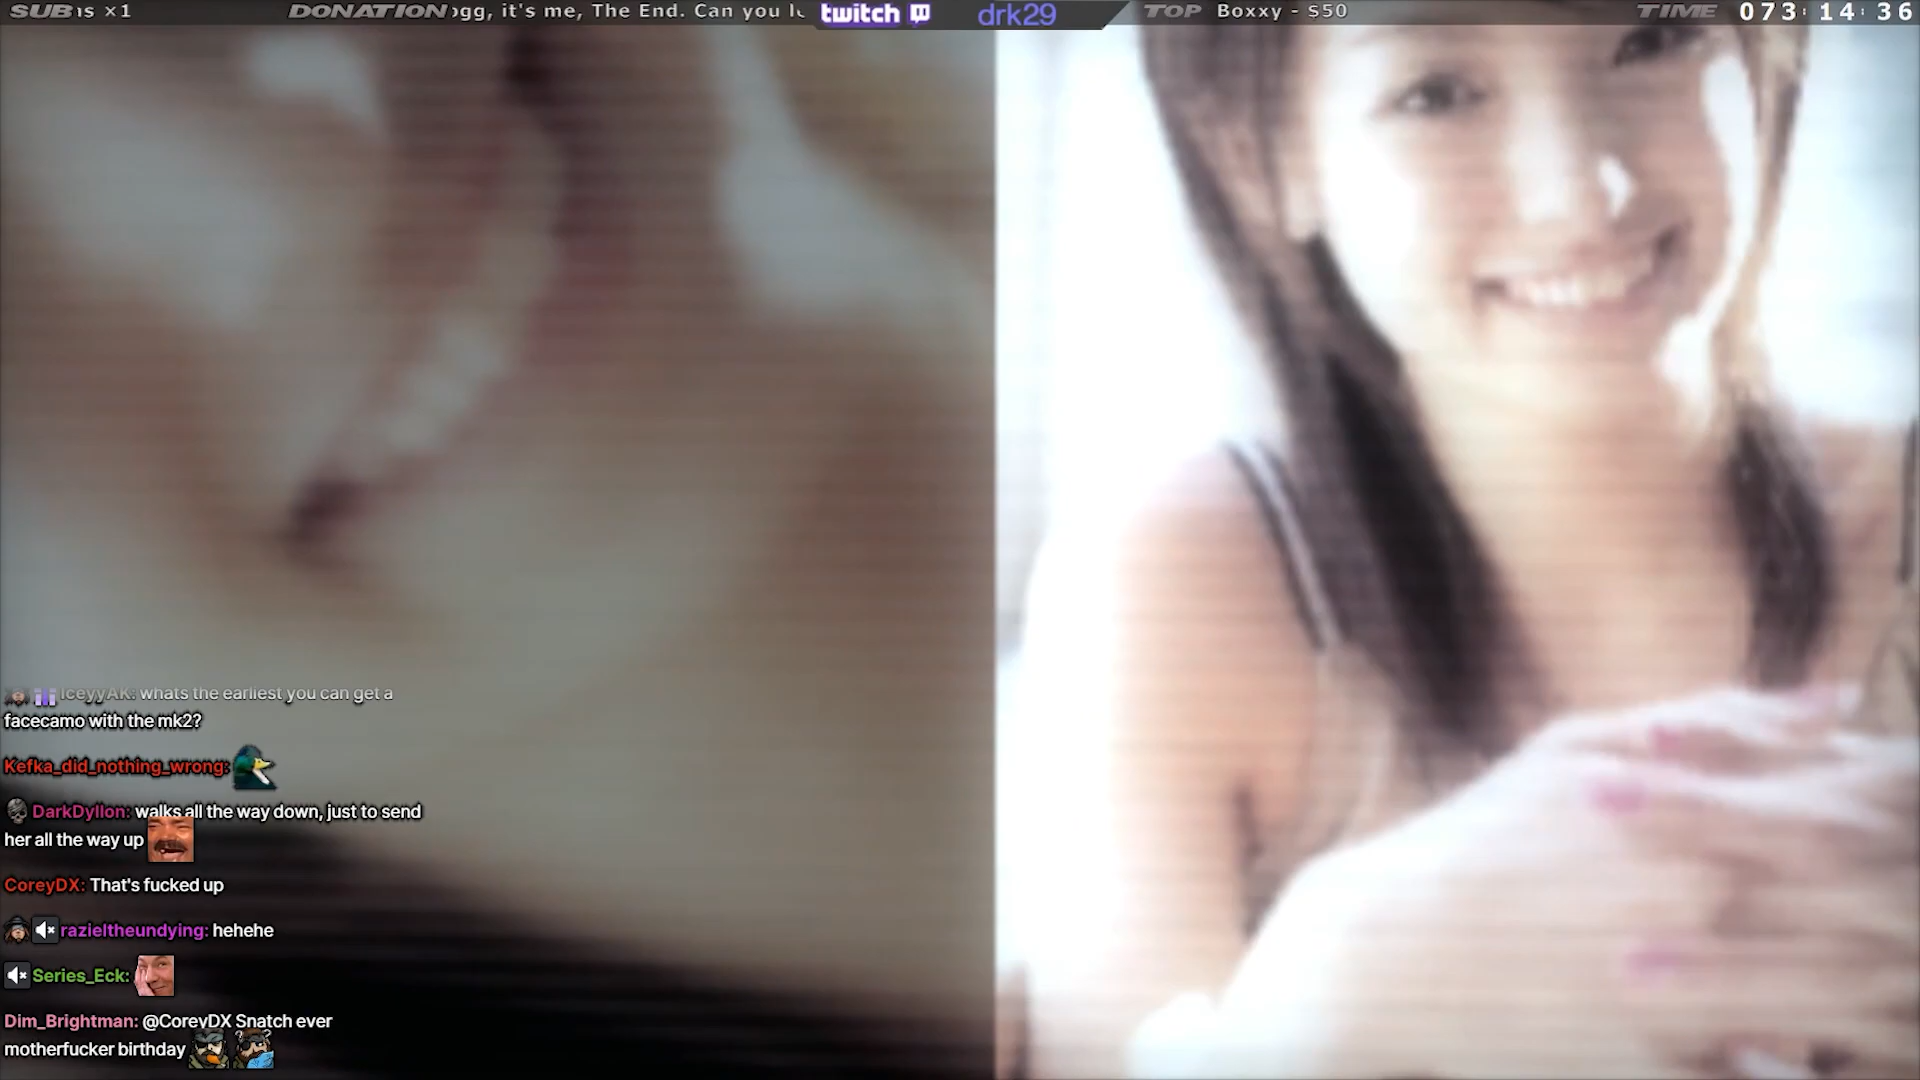 SUB ıs ×1 DONATION ogg, it's me, The End. Can you l twitch drk29 TOP Boxxy - $50 TIME 073:14:36
IceyyAK: whats the earliest you can get a
facecamo with the mk2?
Kefka_did_nothing_wrong:
DarkDyllon: walks all the way down, just to send
her all the way up
CoreyDX: That's fucked up
razieltheundying: hehehe
Series_Eck:
Dim_Brightman: @CoreyDX Snatch ever
motherfucker birthday